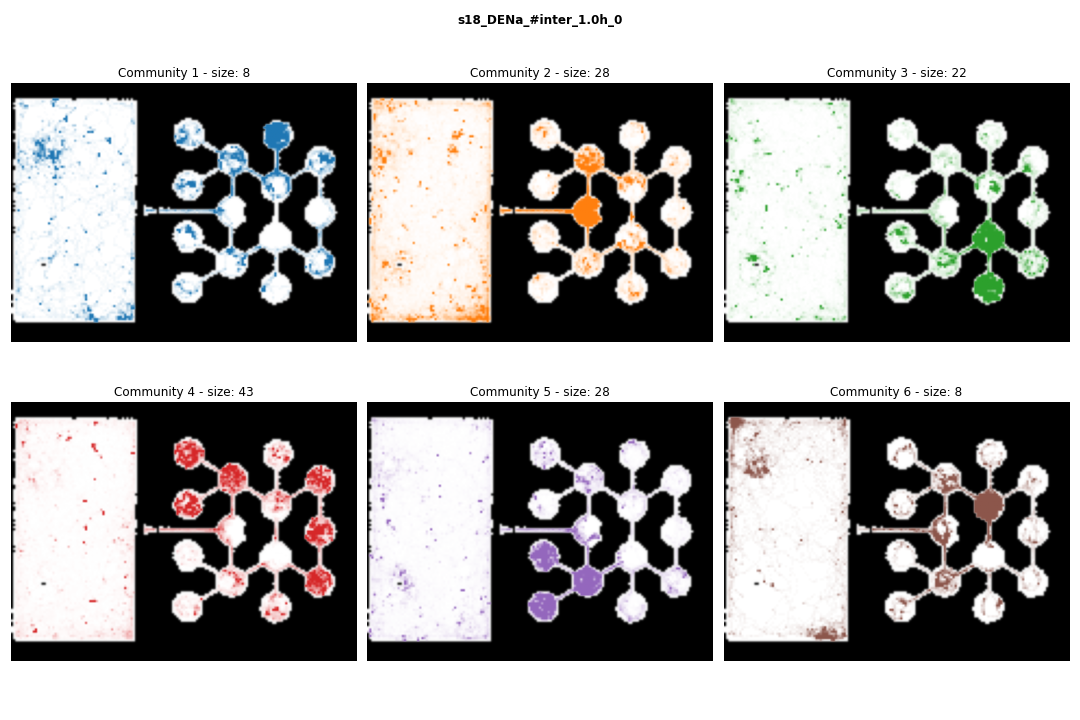 s18_DENa_#inter_1.0h_0
Community 1 - size: 8
Community 2 - size: 28
Community 3 - size: 22
Community 4 - size: 43
Community 5 - size: 28
Community 6 - size: 8